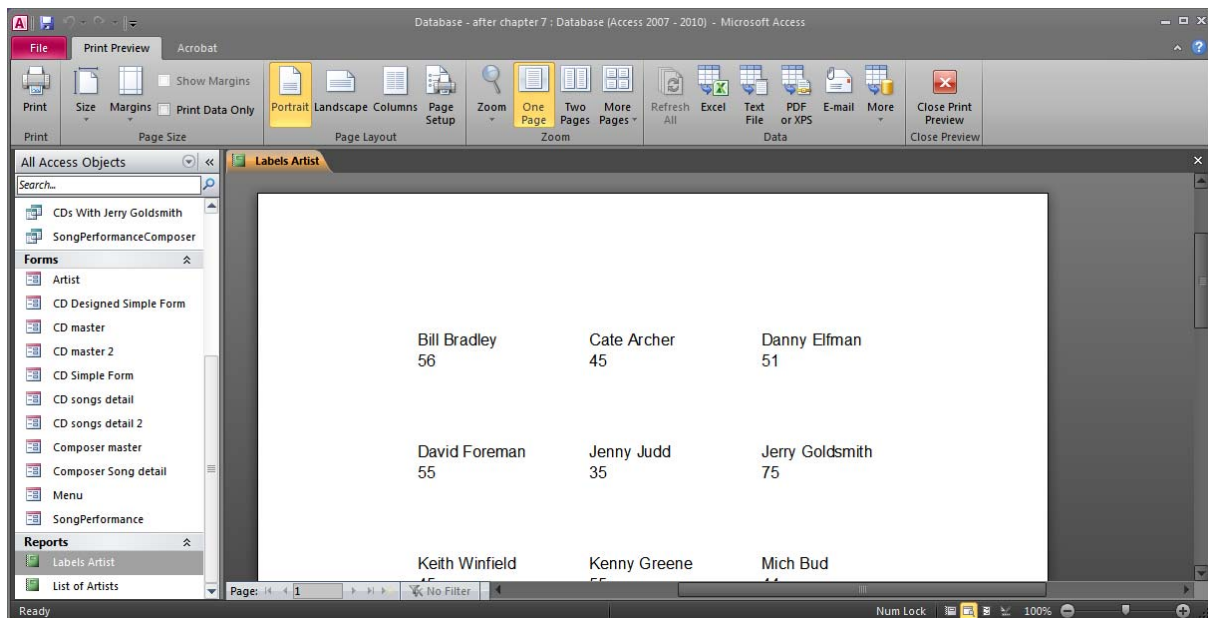 A
Database - after chapter 7 : Database (Access 2007 - 2010) - Microsoft Access
File Print Preview Acrobat
Print
Size
Margins
Show Margins
Print Data Only
Portrait
Landscape
Columns
Page Setup
Zoom
One Page
Two Pages
More Pages
Refresh All
Excel
Text File
PDF or XPS
E-mail
More
Close Print Preview
Print Page Size Page Layout Zoom Data Close Preview
All Access Objects
Search...
CDs With Jerry Goldsmith
SongPerformanceComposer
Forms
Artist
CD Designed Simple Form
CD master
CD master 2
CD Simple Form
CD songs detail
CD songs detail 2
Composer master
Composer Song detail
Menu
SongPerformance
Reports
Labels Artist
List of Artists
Labels Artist
Bill Bradley Cate Archer Danny Elfman
56 45 51
David Foreman Jenny Judd Jerry Goldsmith
55 35 75
Keith Winfield Kenny Greene Mich Bud
Page: 1 No Filter
Ready Num Lock 100%